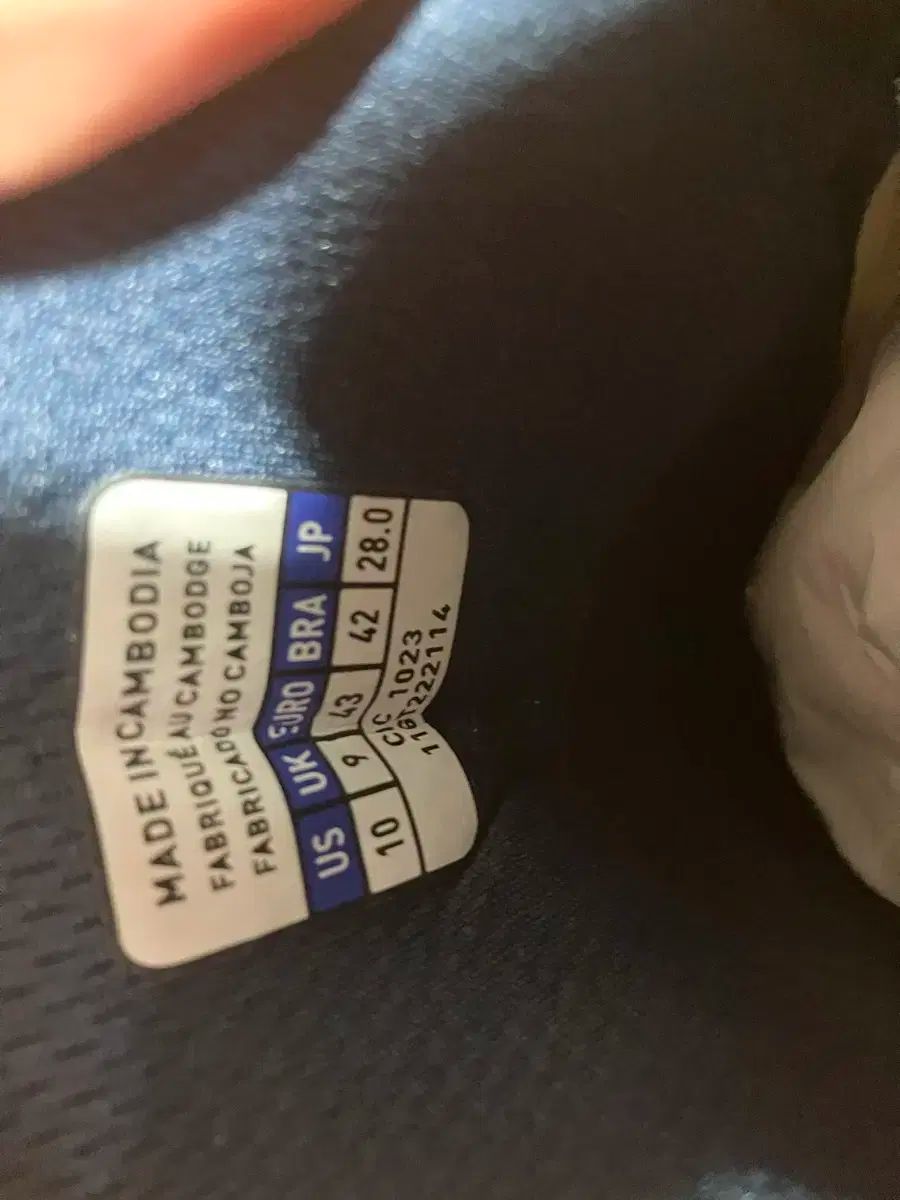 MADE IN CAMBODIA
FABRIQUÉ AU CAMBODGE
FABRICADO NO CAMBOJA
US UK EURO BRA JP
10 9 43 42 28.0
CIC 1023